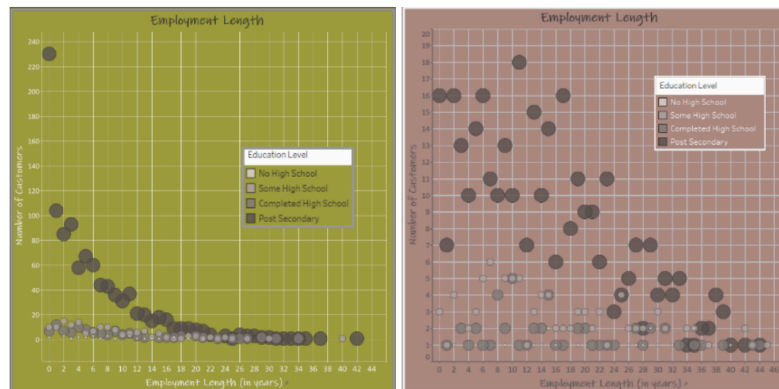 Employment Length
240
220
200
180
160
140
120
100
80
60
40
20
0
Number of Customers
Education Level
No High School
Some High School
Completed High School
Post Secondary
0 2 4 6 8 10 12 14 16 18 20 22 24 26 28 30 32 34 36 38 40 42 44
Employment Length (in years)
Employment Length
20
19
18
17
16
15
14
13
12
11
10
9
8
7
6
5
4
3
2
1
0
Number of Customers
Education Level
No High School
Some High School
Completed High School
Post Secondary
0 2 4 6 8 10 12 14 16 18 20 22 24 26 28 30 32 34 36 38 40 42 44 46
Employment Length (in years)